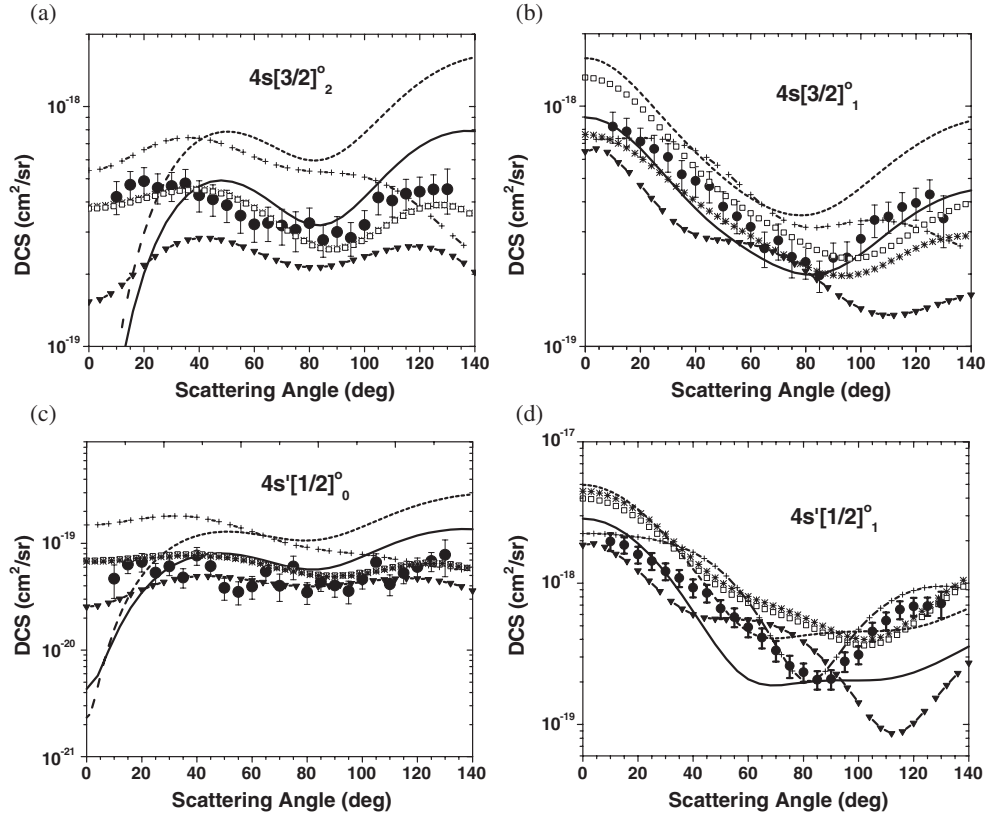 (a)
(b)
4s[3/2]º₂
4s[3/2]º₁
10⁻¹⁸
10⁻¹⁸
DCS (cm²/sr)
DCS (cm²/sr)
10⁻¹⁹
10⁻¹⁹
0 20 40 60 80 100 120 140
0 20 40 60 80 100 120 140
Scattering Angle (deg)
Scattering Angle (deg)
(c)
(d)
10⁻¹⁷
4s'[1/2]º₀
4s'[1/2]º₁
10⁻¹⁹
10⁻¹⁸
DCS (cm²/sr)
DCS (cm²/sr)
10⁻²⁰
10⁻¹⁹
10⁻²¹
0 20 40 60 80 100 120 140
0 20 40 60 80 100 120 140
Scattering Angle (deg)
Scattering Angle (deg)